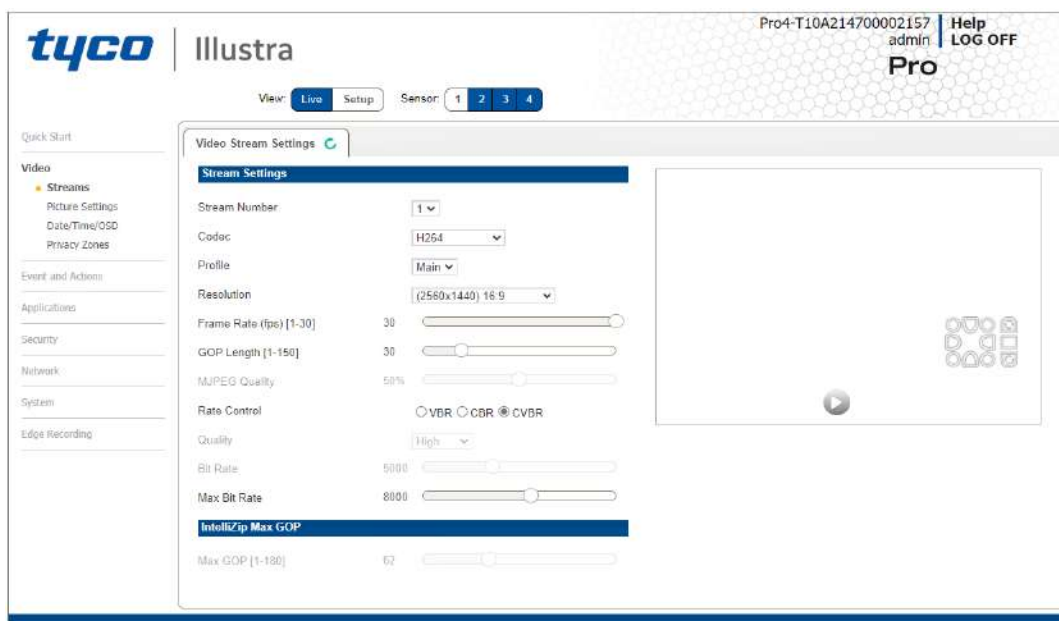 Pro4-T10A214700002157 Help
admin LOG OFF
tyco Illustra
Pro
View: Live Setup Sensor: 1 2 3 4
Quick Start
Video
Streams
Picture Settings
Date/Time/OSD
Privacy Zones
Event and Actions
Applications
Security
Network
System
Edge Recording
Video Stream Settings
Stream Settings
Stream Number 1
Codec H264
Profile Main
Resolution (2560x1440) 16:9
Frame Rate (fps) [1-30] 30
GOP Length [1-150] 30
MJPEG Quality 50%
Rate Control VBR CBR CVBR
Quality High
Bit Rate 5000
Max Bit Rate 8000
IntelliZip Max GOP
Max GOP [1-180] 62